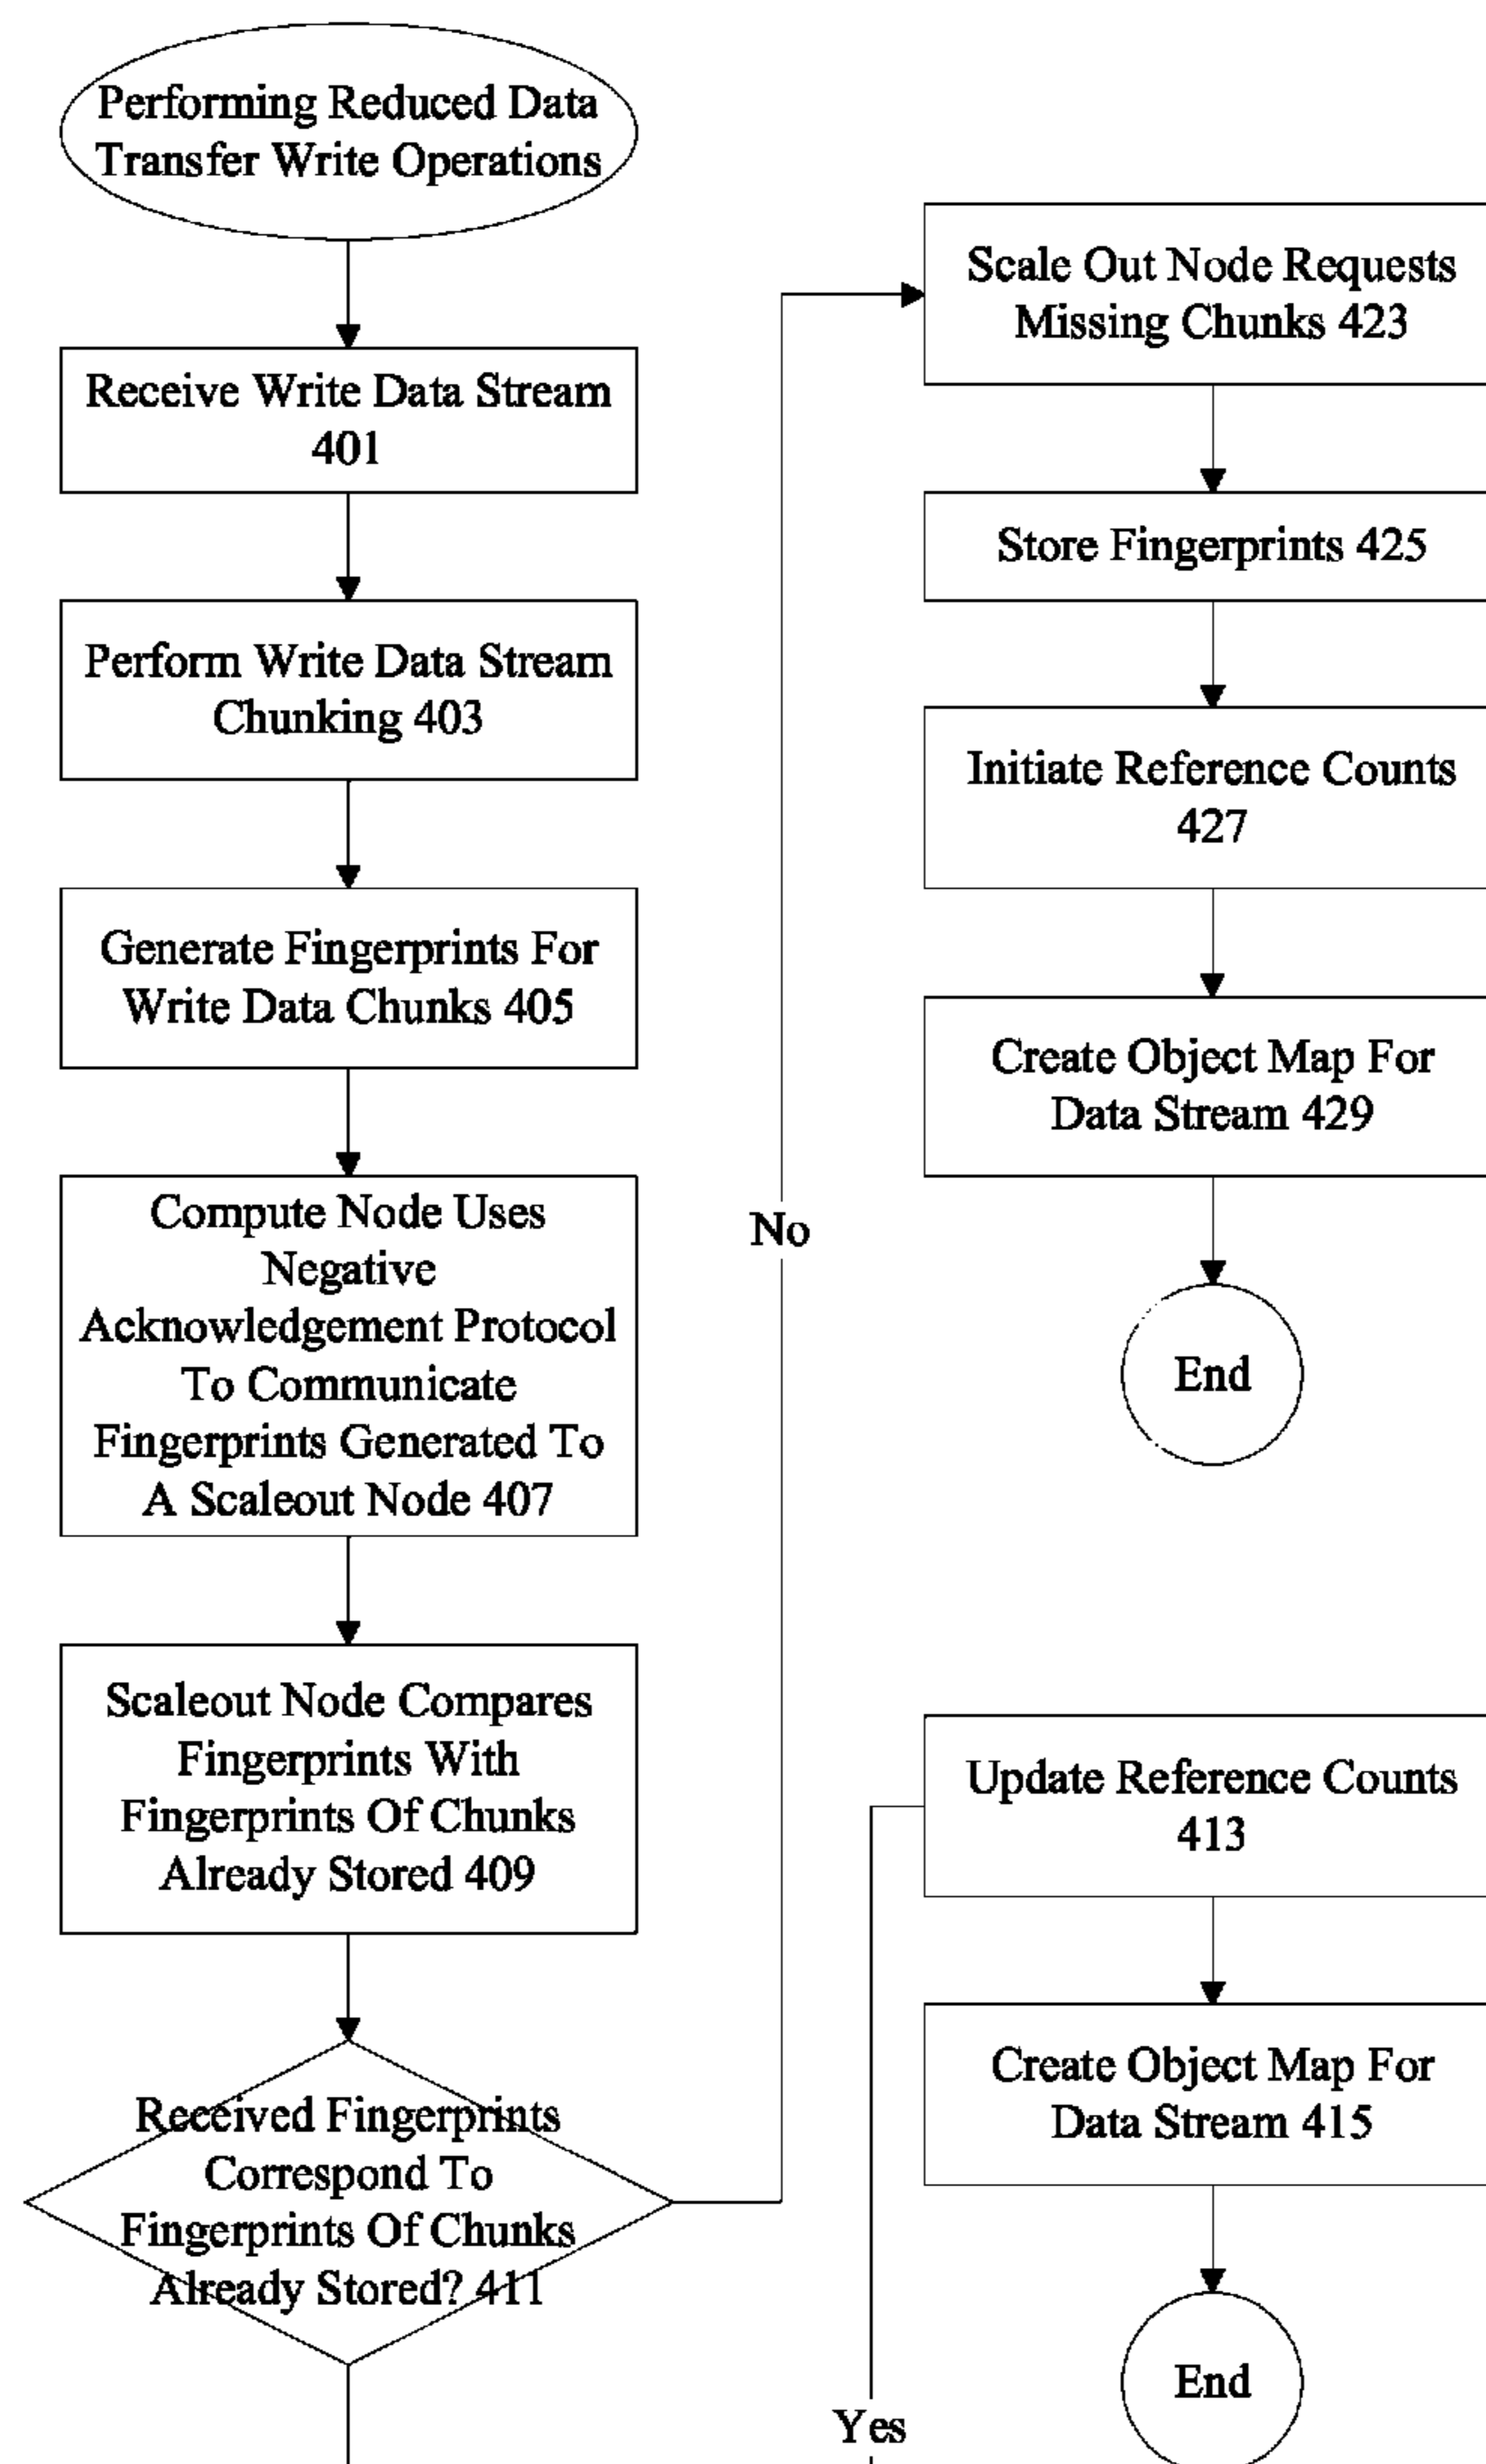 Performing Reduced Data
Transfer Write Operations
Receive Write Data Stream
401
Perform Write Data Stream
Chunking 403
Generate Fingerprints For
Write Data Chunks 405
Compute Node Uses
Negative
Acknowledgement Protocol
To Communicate
Fingerprints Generated To
A Scaleout Node 407
Scaleout Node Compares
Fingerprints With
Fingerprints Of Chunks
Already Stored 409
Received Fingerprints
Correspond To
Fingerprints Of Chunks
Already Stored? 411
No
Scale Out Node Requests
Missing Chunks 423
Store Fingerprints 425
Initiate Reference Counts
427
Create Object Map For
Data Stream 429
End
Yes
Update Reference Counts
413
Create Object Map For
Data Stream 415
End